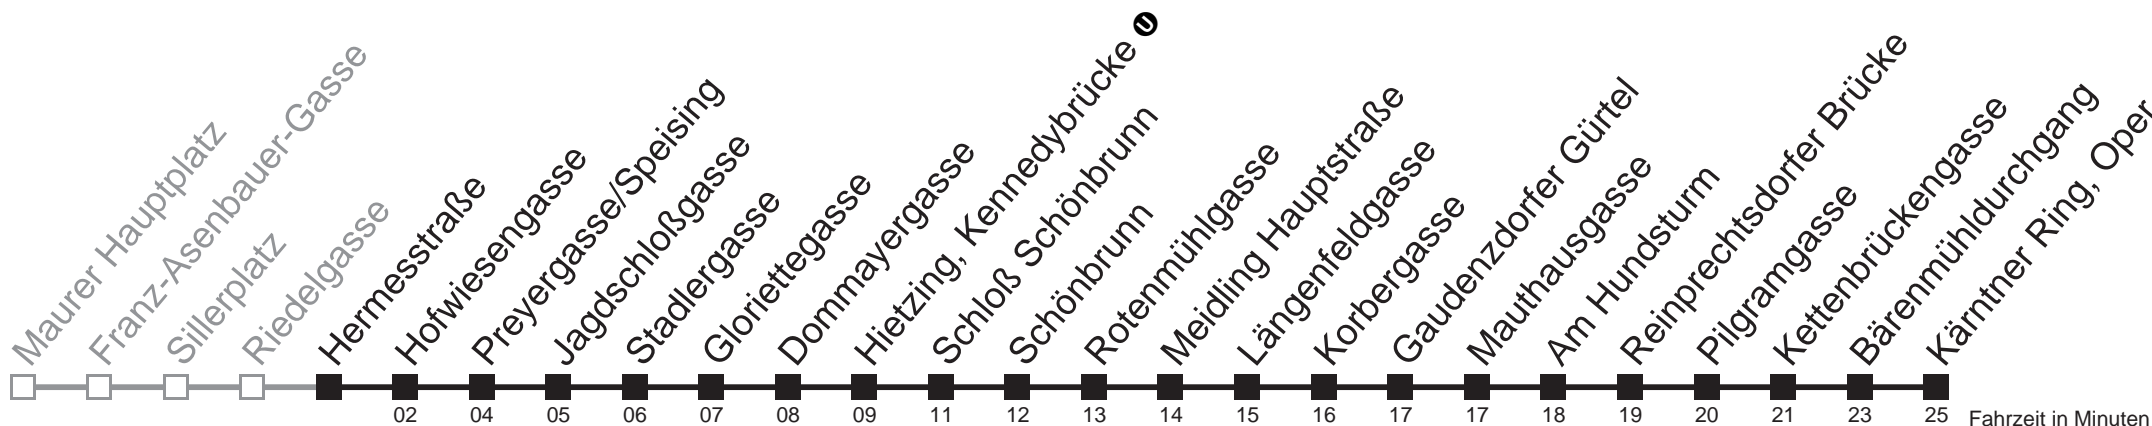 Maurer Hauptplatz
Franz-Asenbauer-Gasse
Sillerplatz
Riedelgasse
Hermesstraße
Hofwiesengasse
Preyergasse/Speising
Jagdschloßgasse
Stadlergasse
Gloriettegasse
Dommayergasse
Hietzing, Kennedybrücke U
Schloß Schönbrunn
Schönbrunn
Rotenmühlgasse
Meidling Hauptstraße
Längenfeldgasse
Korbergasse
Gaudenzdorfer Gürtel
Mauthausgasse
Am Hundsturm
Reinprechtsdorfer Brücke
Pilgramgasse
Kettenbrückengasse
Bärenmühldurchgang
Kärntner Ring, Oper
02 04 05 06 07 08 09 11 12 13 14 15 16 17 17 18 19 20 21 23 25 Fahrzeit in Minuten